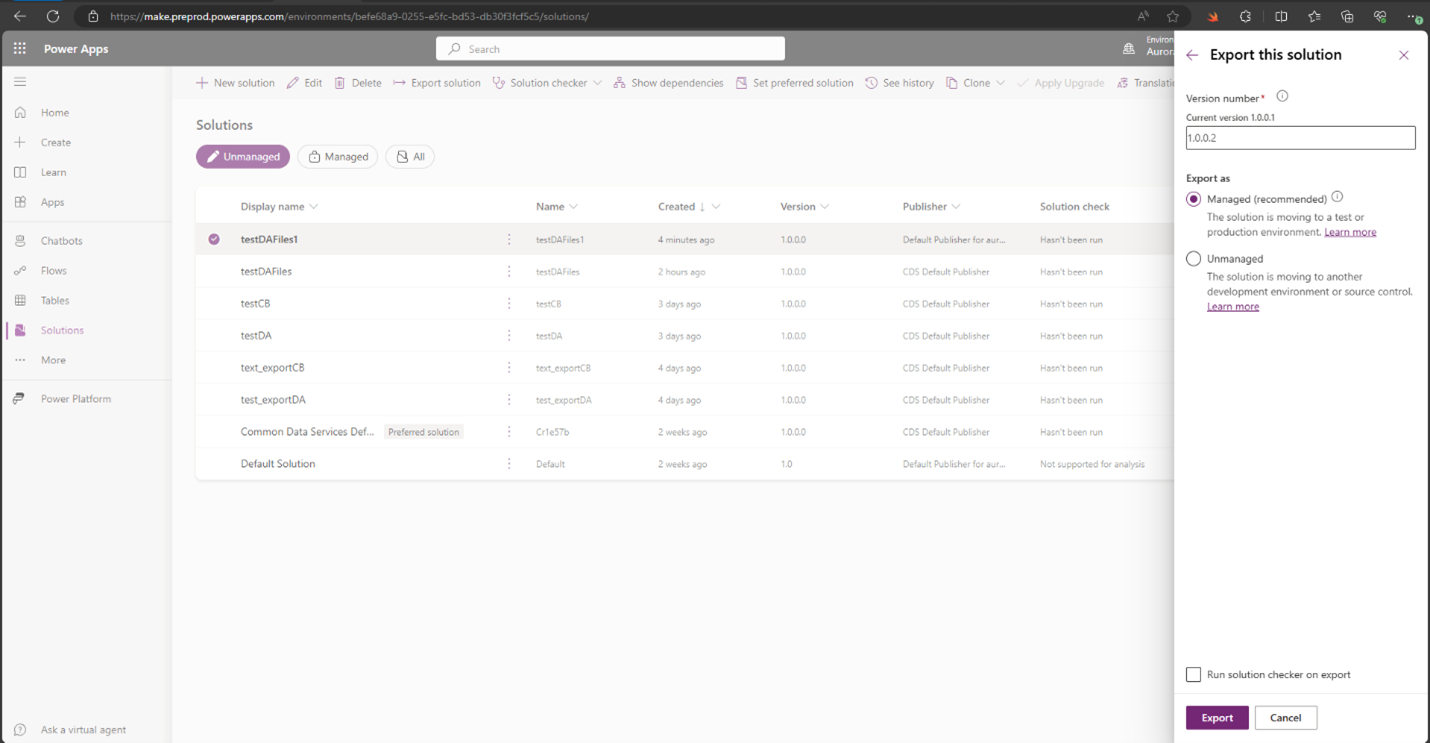 https://make.preprod.powerapps.com/environments/befe68a9-0255-e5fc-bd53-db30f3fcf5c5/solutions/
Power Apps
Search
Environ
Aurora
New solution Edit Delete Export solution Solution checker Show dependencies Set preferred solution See history Clone Apply Upgrade Translatio
Home
Create
Learn
Apps
Chatbots
Flows
Tables
Solutions
More
Power Platform
Ask a virtual agent
Solutions
Unmanaged Managed All
Display name Name Created ↓ Version Publisher Solution check
testDAFiles1 testDAFiles1 4 minutes ago 1.0.0.0 Default Publisher for aur... Hasn't been run
testDAFiles testDAFiles 2 hours ago 1.0.0.0 CDS Default Publisher Hasn't been run
testCB testCB 3 days ago 1.0.0.0 CDS Default Publisher Hasn't been run
testDA testDA 3 days ago 1.0.0.0 CDS Default Publisher Hasn't been run
text_exportCB text_exportCB 4 days ago 1.0.0.0 CDS Default Publisher Hasn't been run
test_exportDA test_exportDA 4 days ago 1.0.0.0 CDS Default Publisher Hasn't been run
Common Data Services Def... Preferred solution Cr1e57b 2 weeks ago 1.0.0.0 CDS Default Publisher Hasn't been run
Default Solution Default 2 weeks ago 1.0 Default Publisher for aur... Not supported for analysis
Export this solution
Version number*
Current version 1.0.0.1
1.0.0.2
Export as
Managed (recommended)
The solution is moving to a test or
production environment. Learn more
Unmanaged
The solution is moving to another
development environment or source control.
Learn more
Run solution checker on export
Export Cancel